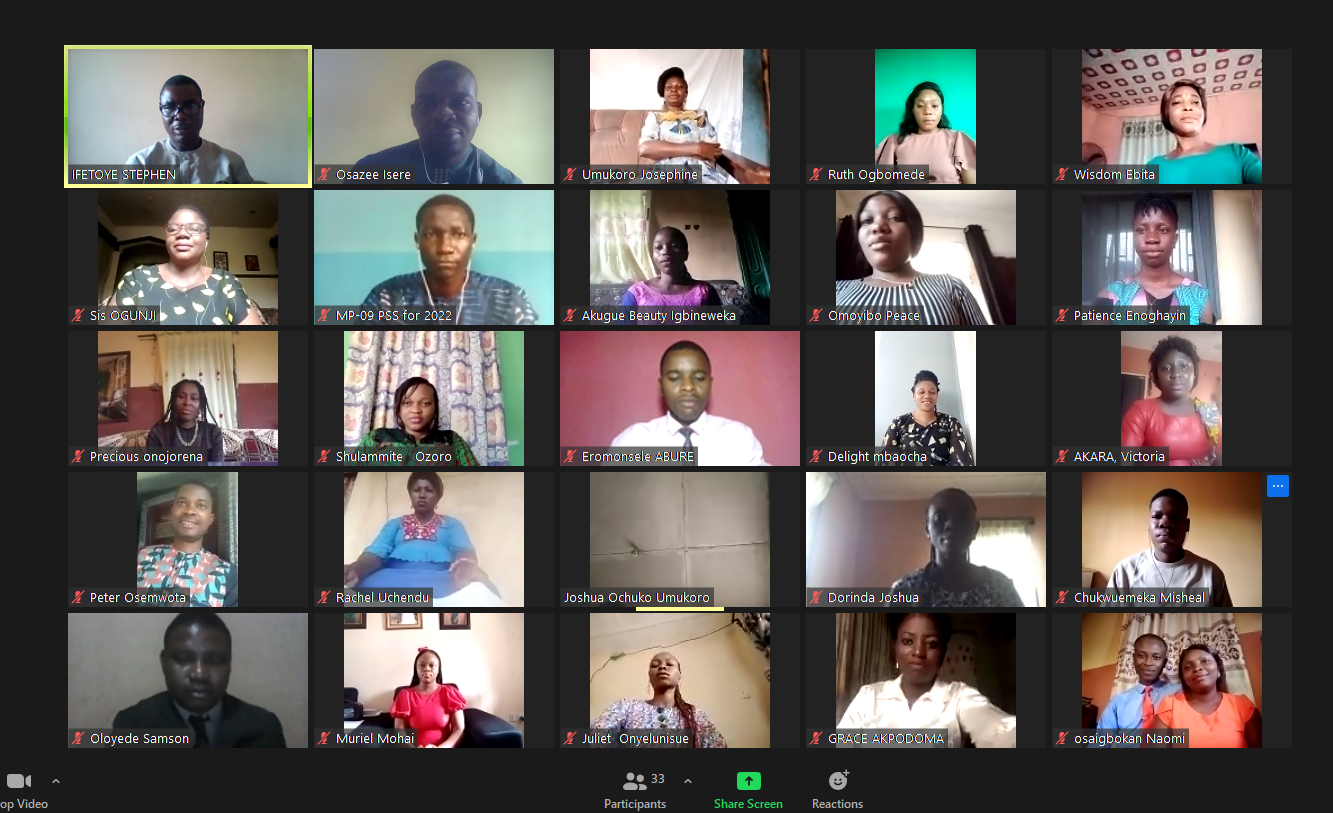 IFETOYE STEPHEN
Osazee Isere
Umukoro Josephine
Ruth Ogbomede
Wisdom Ebita
Sis OGUNJI
MP-09 PSS for 2022
Akugue Beauty Igbineweka
Omoyibo Peace
Patience Enoghayin
Precious onojorena
Shulammite Ozoro
Eromonsele ABURE
Delight mbaocha
AKARA, Victoria
Peter Osemwota
Rachel Uchendu
Joshua Ochuko Umukoro
Dorinda Joshua
Chukwuemeka Misheal
Oloyede Samson
Muriel Mohai
Juliet Onyelunisue
GRACE AKPODOMA
osaigbokan Naomi
33
op Video
Participants
Share Screen
Reactions